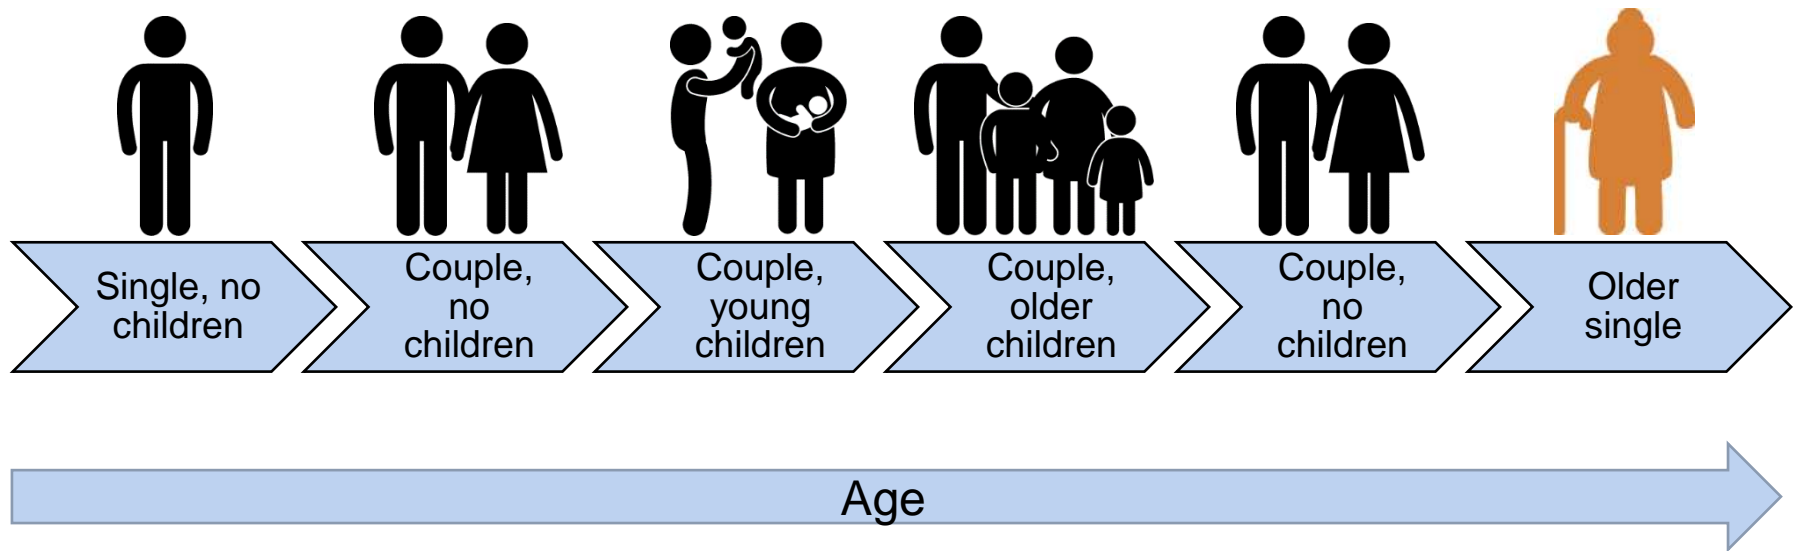 Single, no
children
Couple,
no
children
Couple,
young
children
Couple,
older
children
Couple,
no
children
Older
single
Age